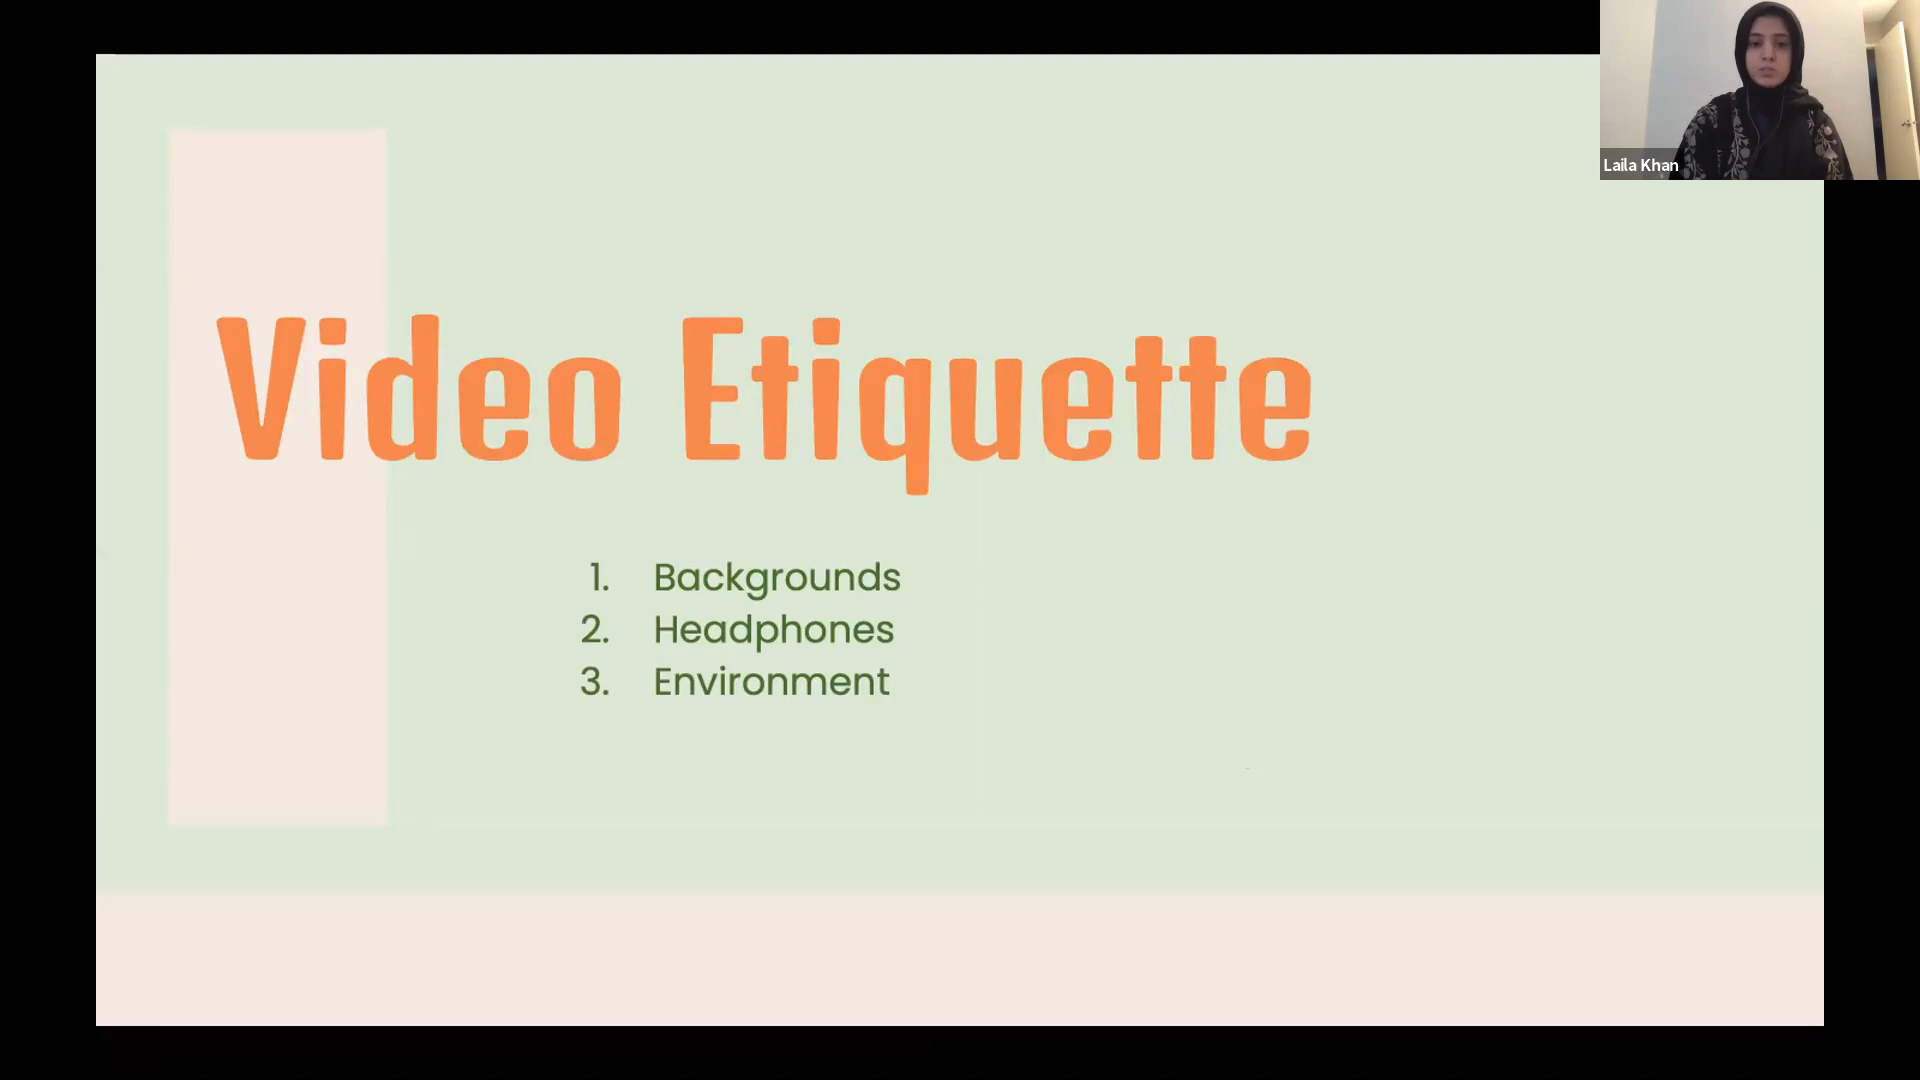 Laila Khan
Video Etiquette
1. Backgrounds
2. Headphones
3. Environment